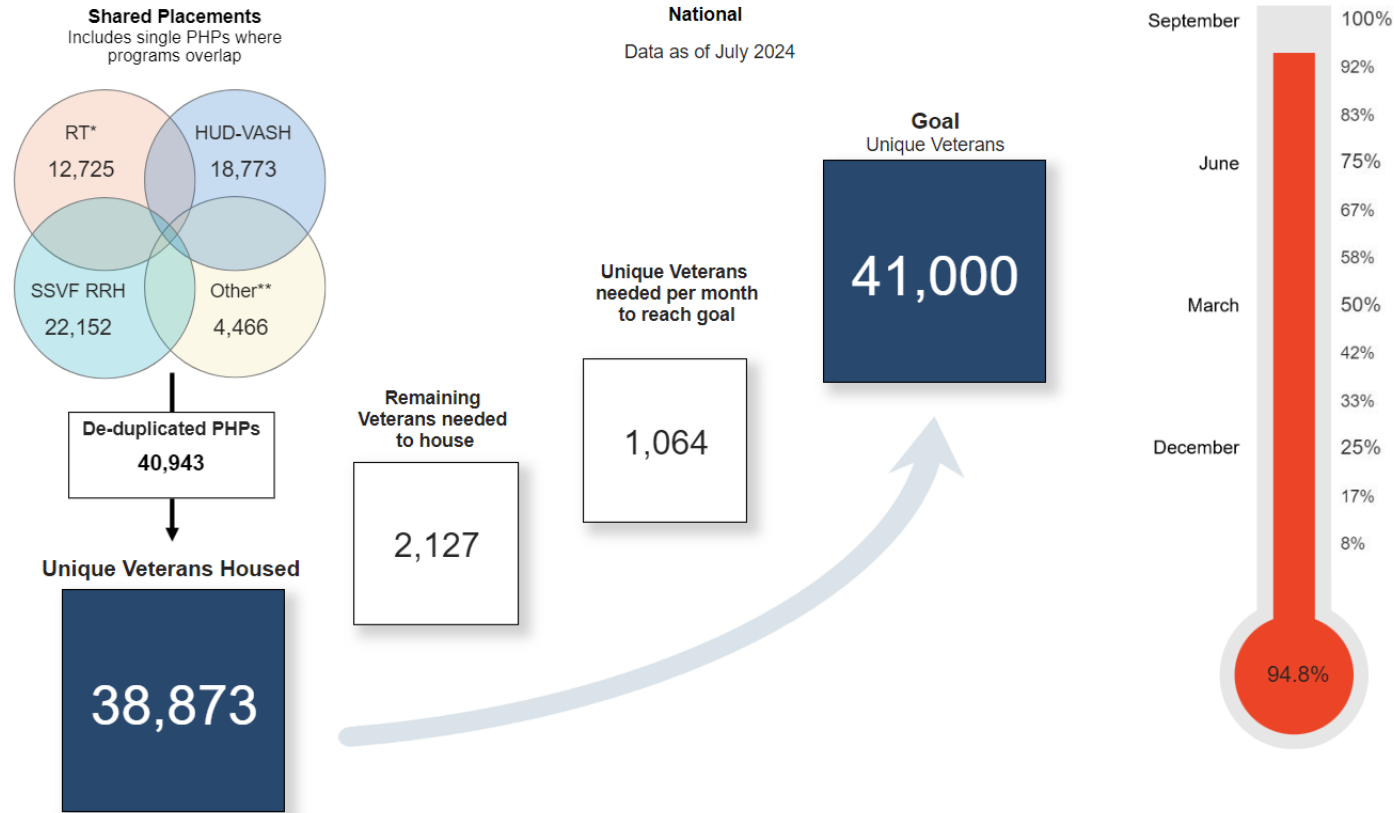 Shared Placements
Includes single PHPs where
programs overlap
RT*
12,725
HUD-VASH
18,773
SSVF RRH
22,152
Other**
4,466
De-duplicated PHPs
40,943
Unique Veterans Housed
38,873
Remaining
Veterans needed
to house
2,127
Unique Veterans
needed per month
to reach goal
1,064
National
Data as of July 2024
Goal
Unique Veterans
41,000
September
June
March
December
100%
92%
83%
75%
67%
58%
50%
42%
33%
25%
17%
8%
94.8%